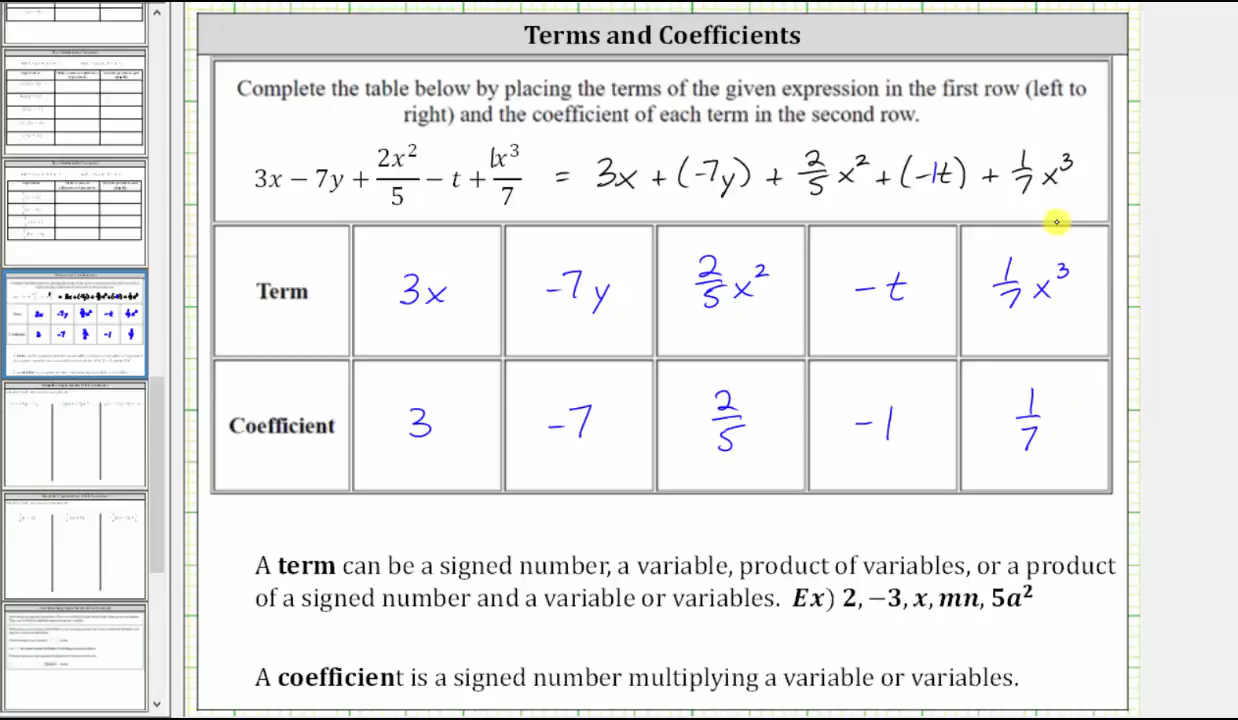 Terms and Coefficients
Complete the table below by placing the terms of the given expression in the first row (left to
right) and the coefficient of each term in the second row.
3x − 7y + 2x²/5 − t + 1x³/7 = 3x + (-7y) + 2/5 x² + (-1t) + 1/7 x³
Term 3x -7y 2/5 x² -t 1/7 x³
Coefficient 3 -7 2/5 -1 1/7
A term can be a signed number, a variable, product of variables, or a product
of a signed number and a variable or variables. Ex) 2, −3, x, mn, 5a²
A coefficient is a signed number multiplying a variable or variables.